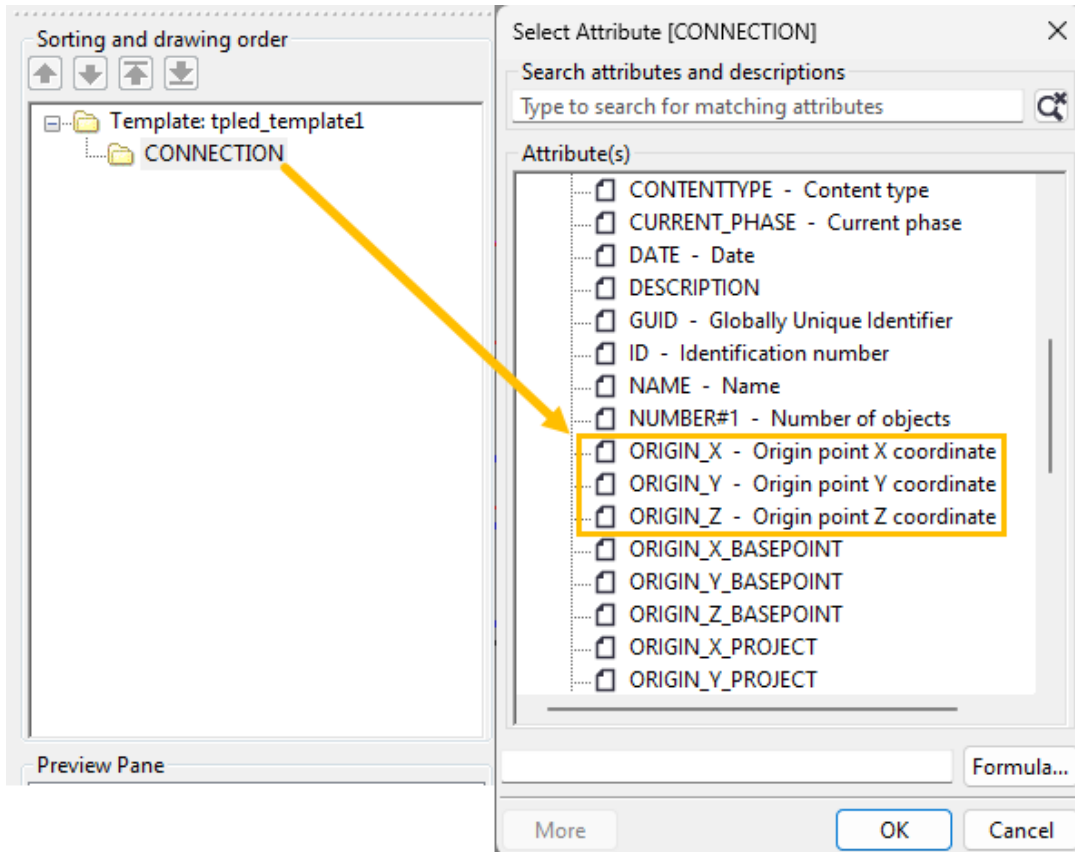 Sorting and drawing order
Template: tpled_template1
CONNECTION
Preview Pane
Select Attribute [CONNECTION]
Search attributes and descriptions
Type to search for matching attributes
Attribute(s)
CONTENTTYPE - Content type
CURRENT_PHASE - Current phase
DATE - Date
DESCRIPTION
GUID - Globally Unique Identifier
ID - Identification number
NAME - Name
NUMBER#1 - Number of objects
ORIGIN_X - Origin point X coordinate
ORIGIN_Y - Origin point Y coordinate
ORIGIN_Z - Origin point Z coordinate
ORIGIN_X_BASEPOINT
ORIGIN_Y_BASEPOINT
ORIGIN_Z_BASEPOINT
ORIGIN_X_PROJECT
ORIGIN_Y_PROJECT
Formula...
More OK Cancel